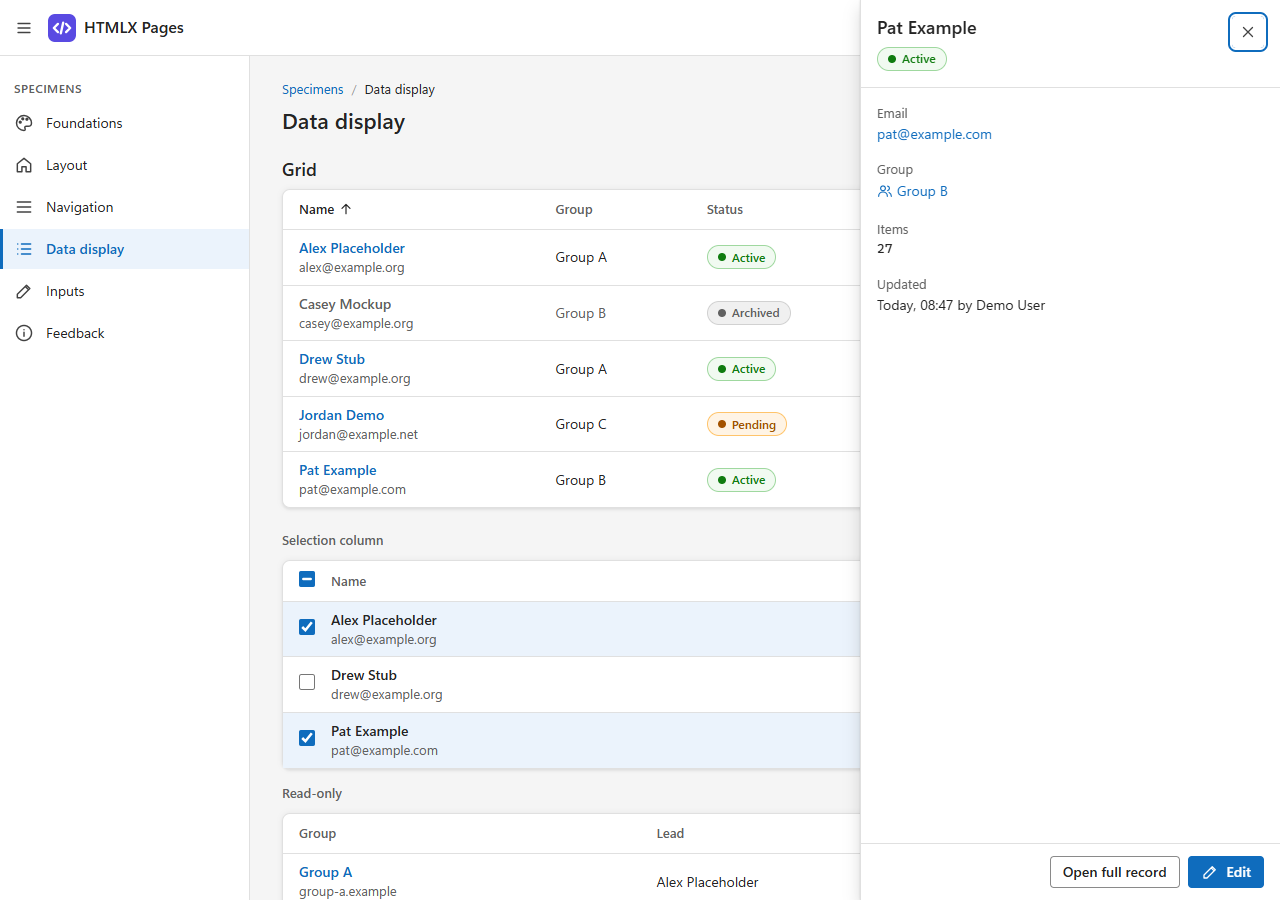 HTMLX Pages
SPECIMENS
Foundations
Layout
Navigation
Data display
Inputs
Feedback
Specimens / Data display
Data display
Grid
Name Group Status
Alex Placeholder
alex@example.org
Group A
Active
Casey Mockup
casey@example.org
Group B
Archived
Drew Stub
drew@example.org
Group A
Active
Jordan Demo
jordan@example.net
Group C
Pending
Pat Example
pat@example.com
Group B
Active
Selection column
Name
Alex Placeholder
alex@example.org
Drew Stub
drew@example.org
Pat Example
pat@example.com
Read-only
Group Lead
Group A
group-a.example
Alex Placeholder
Pat Example
Active
Email
pat@example.com
Group
Group B
Items
27
Updated
Today, 08:47 by Demo User
Open full record
Edit